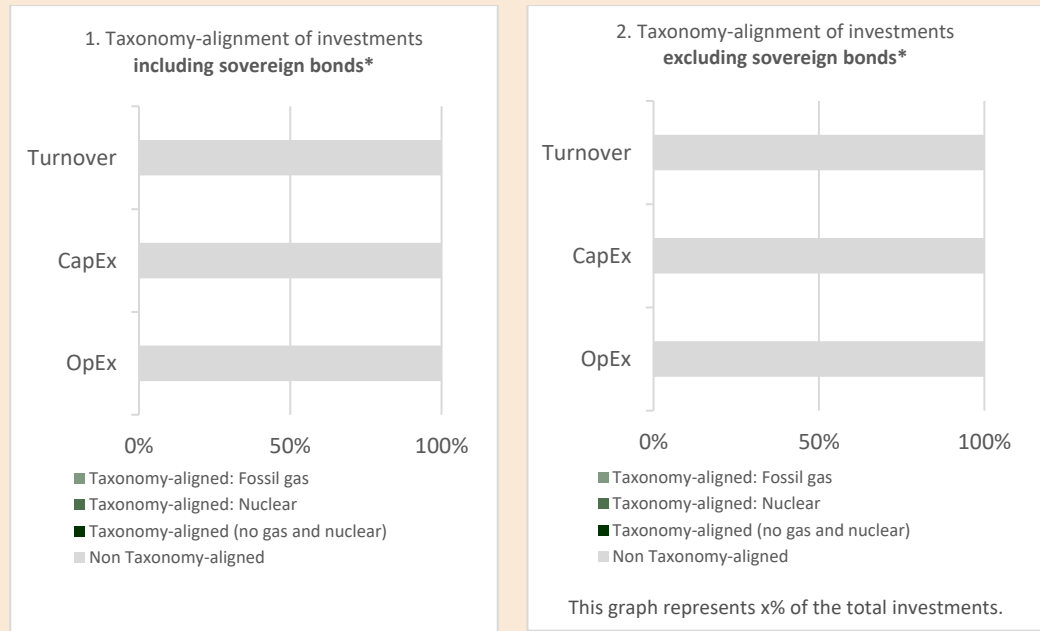 1. Taxonomy-alignment of investments
including sovereign bonds*
Turnover
CapEx
OpEx
0% 50% 100%
Taxonomy-aligned: Fossil gas
Taxonomy-aligned: Nuclear
Taxonomy-aligned (no gas and nuclear)
Non Taxonomy-aligned
2. Taxonomy-alignment of investments
excluding sovereign bonds*
Turnover
CapEx
OpEx
0% 50% 100%
Taxonomy-aligned: Fossil gas
Taxonomy-aligned: Nuclear
Taxonomy-aligned (no gas and nuclear)
Non Taxonomy-aligned
This graph represents x% of the total investments.